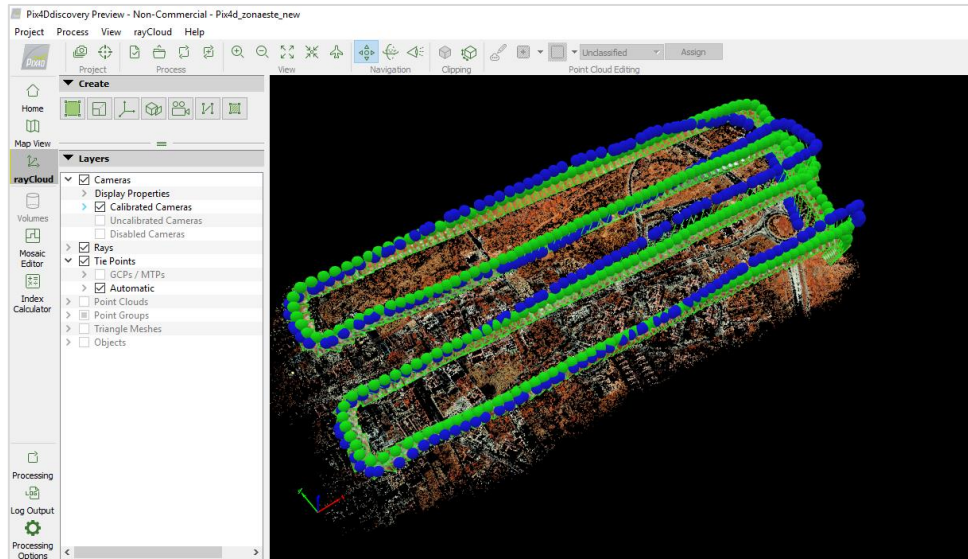 Pix4Ddiscovery Preview - Non-Commercial - Pix4d_zonaeste_new
Project Process View rayCloud Help
PIX4D
Project Process View Navigation Clipping Point Cloud Editing
Unclassified Assign
Home
Map View
rayCloud
Volumes
Mosaic
Editor
Index
Calculator
Processing
Log Output
Processing
Options
Create
Layers
Cameras
Display Properties
Calibrated Cameras
Uncalibrated Cameras
Disabled Cameras
Rays
Tie Points
GCPs / MTPs
Automatic
Point Clouds
Point Groups
Triangle Meshes
Objects